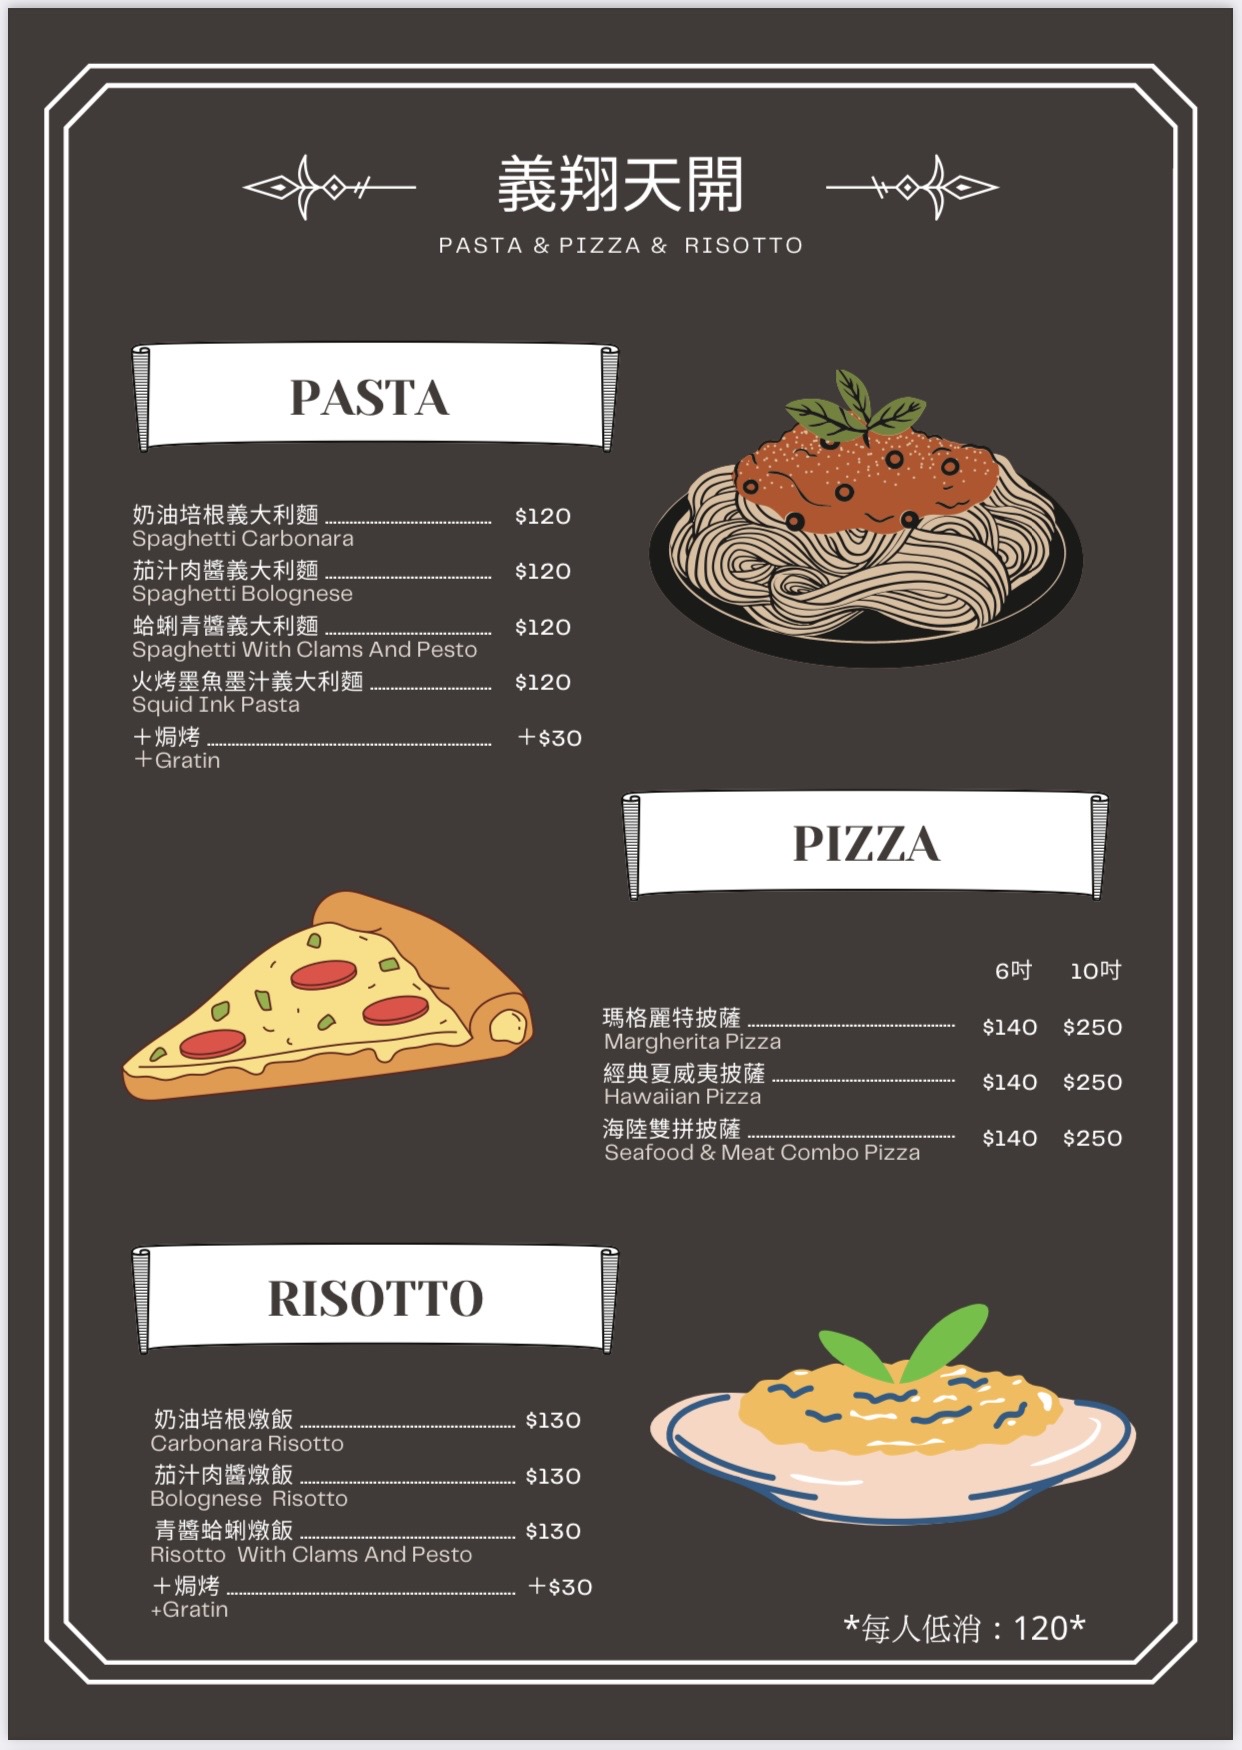 義翔天開
PASTA & PIZZA & RISOTTO
PASTA
奶油培根義大利麵 $120
Spaghetti Carbonara
茄汁肉醬義大利麵 $120
Spaghetti Bolognese
蛤蜊青醬義大利麵 $120
Spaghetti With Clams And Pesto
火烤墨魚墨汁義大利麵 $120
Squid Ink Pasta
＋焗烤 ＋$30
＋Gratin
PIZZA
6吋 10吋
瑪格麗特披薩 $140 $250
Margherita Pizza
經典夏威夷披薩 $140 $250
Hawaiian Pizza
海陸雙拼披薩 $140 $250
Seafood & Meat Combo Pizza
RISOTTO
奶油培根燉飯 $130
Carbonara Risotto
茄汁肉醬燉飯 $130
Bolognese Risotto
青醬蛤蜊燉飯 $130
Risotto With Clams And Pesto
＋焗烤 ＋$30
+Gratin
*每人低消：120*